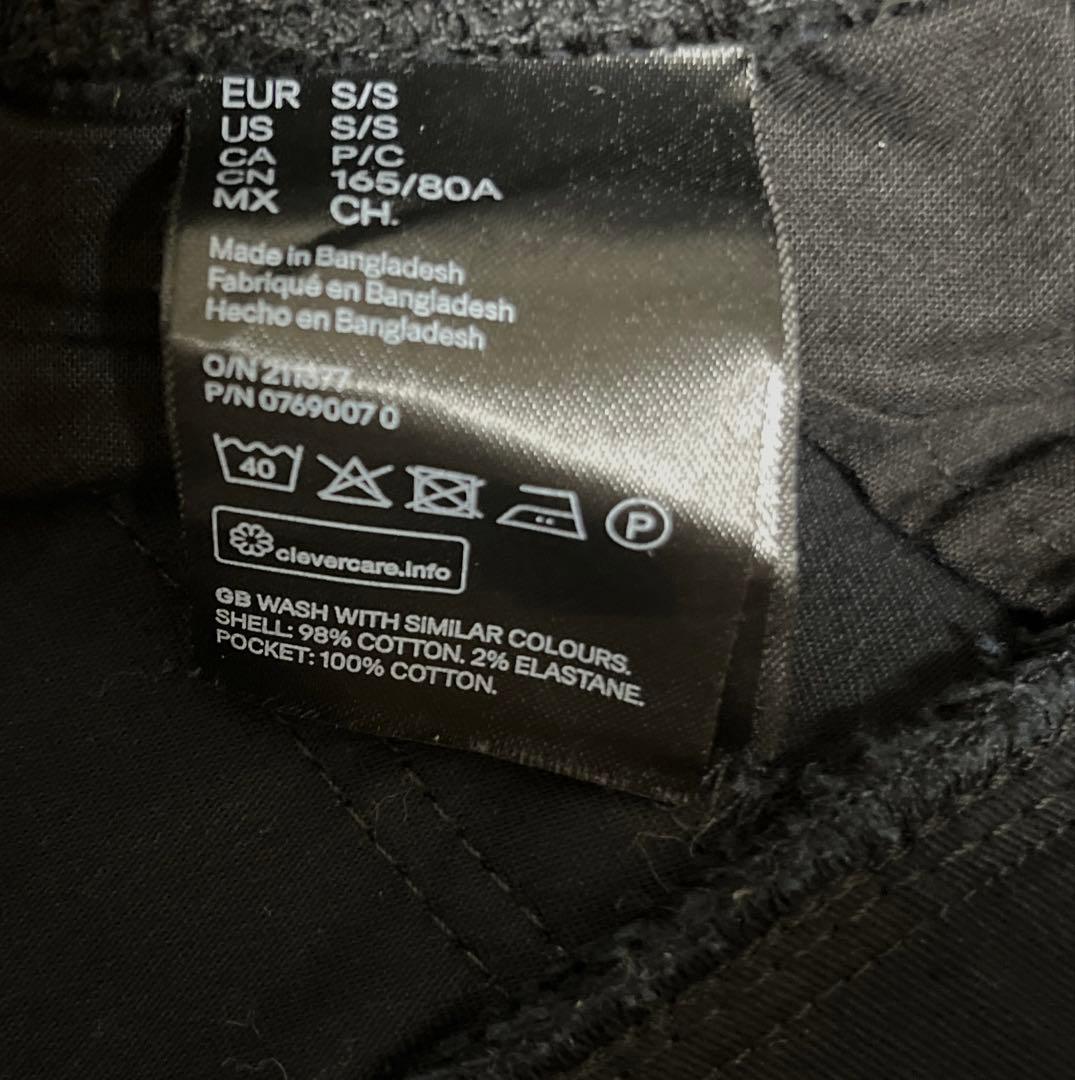 EUR S/S
US S/S
CA P/C
CN 165/80A
MX CH.
Made in Bangladesh
Fabriqué en Bangladesh
Hecho en Bangladesh
O/N 211377
P/N 0769007 0
40
P
clevercare.info
GB WASH WITH SIMILAR COLOURS.
SHELL: 98% COTTON. 2% ELASTANE.
POCKET: 100% COTTON.